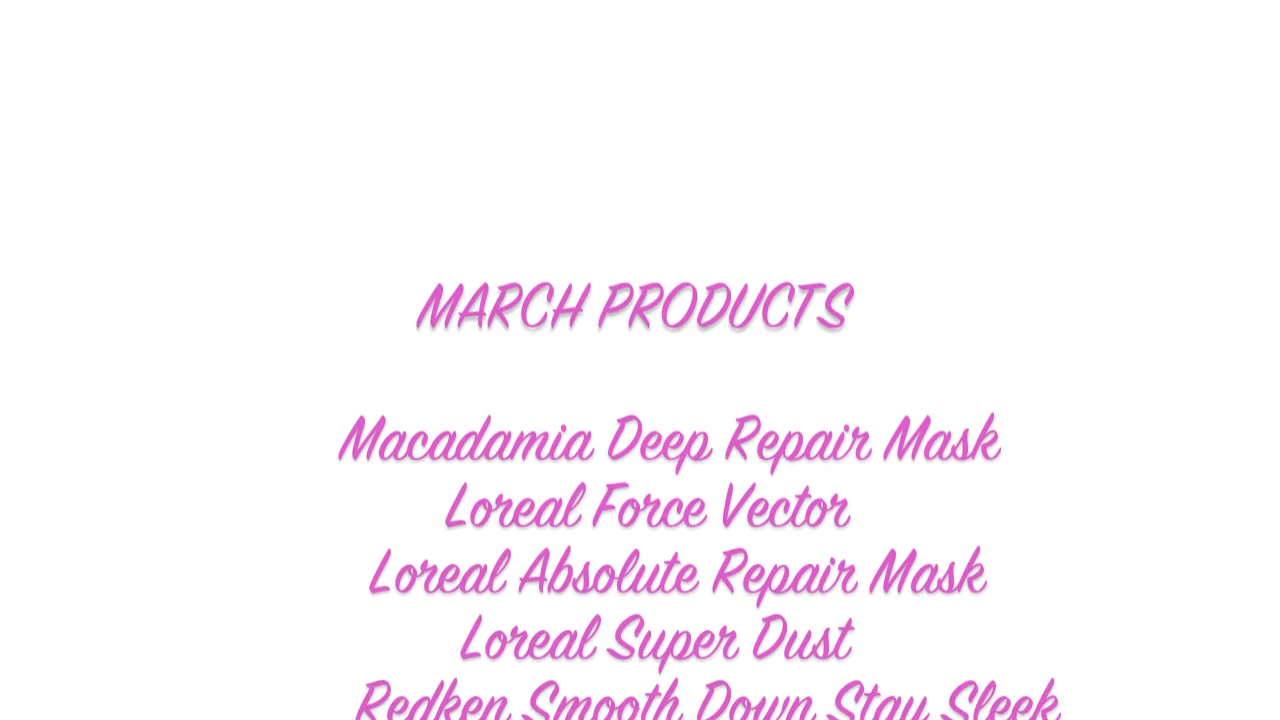 MARCH PRODUCTS
Macadamia Deep Repair Mask
Loreal Force Vector
Loreal Absolute Repair Mask
Loreal Super Dust
Redken Smooth Down Stay Sleek